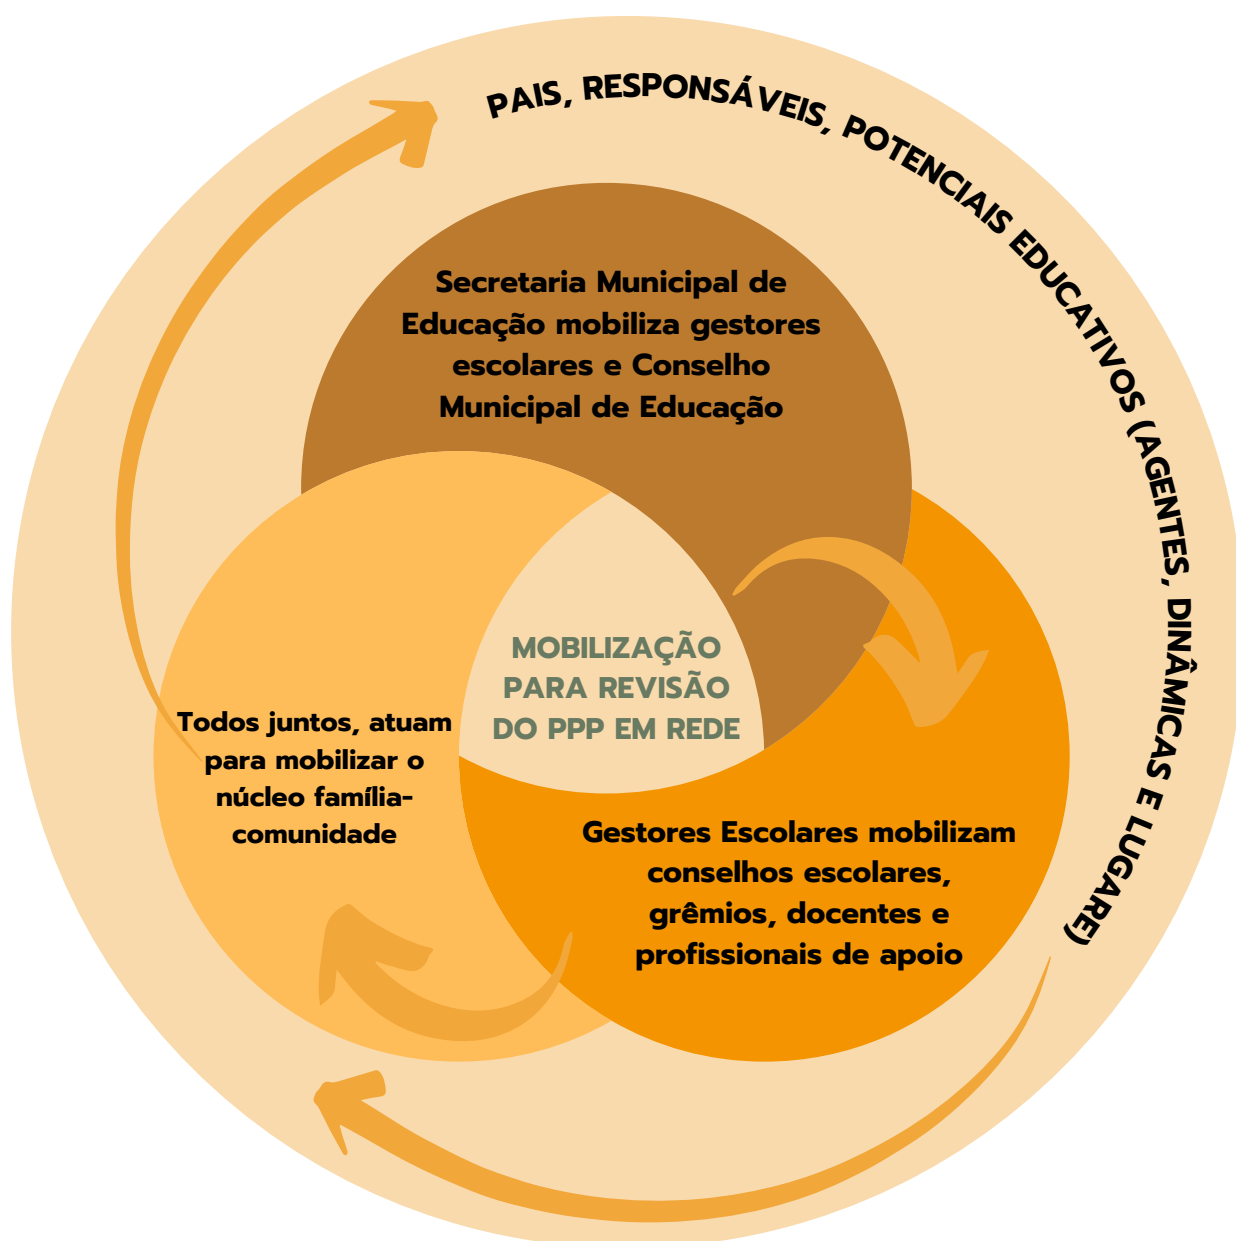 PAIS, RESPONSÁVEIS, POTENCIAIS EDUCATIVOS (AGENTES, DINÂMICAS E LUGARE)
Secretaria Municipal de
Educação mobiliza gestores
escolares e Conselho
Municipal de Educação
MOBILIZAÇÃO
PARA REVISÃO
DO PPP EM REDE
Todos juntos, atuam
para mobilizar o
núcleo família-
comunidade
Gestores Escolares mobilizam
conselhos escolares,
grêmios, docentes e
profissionais de apoio